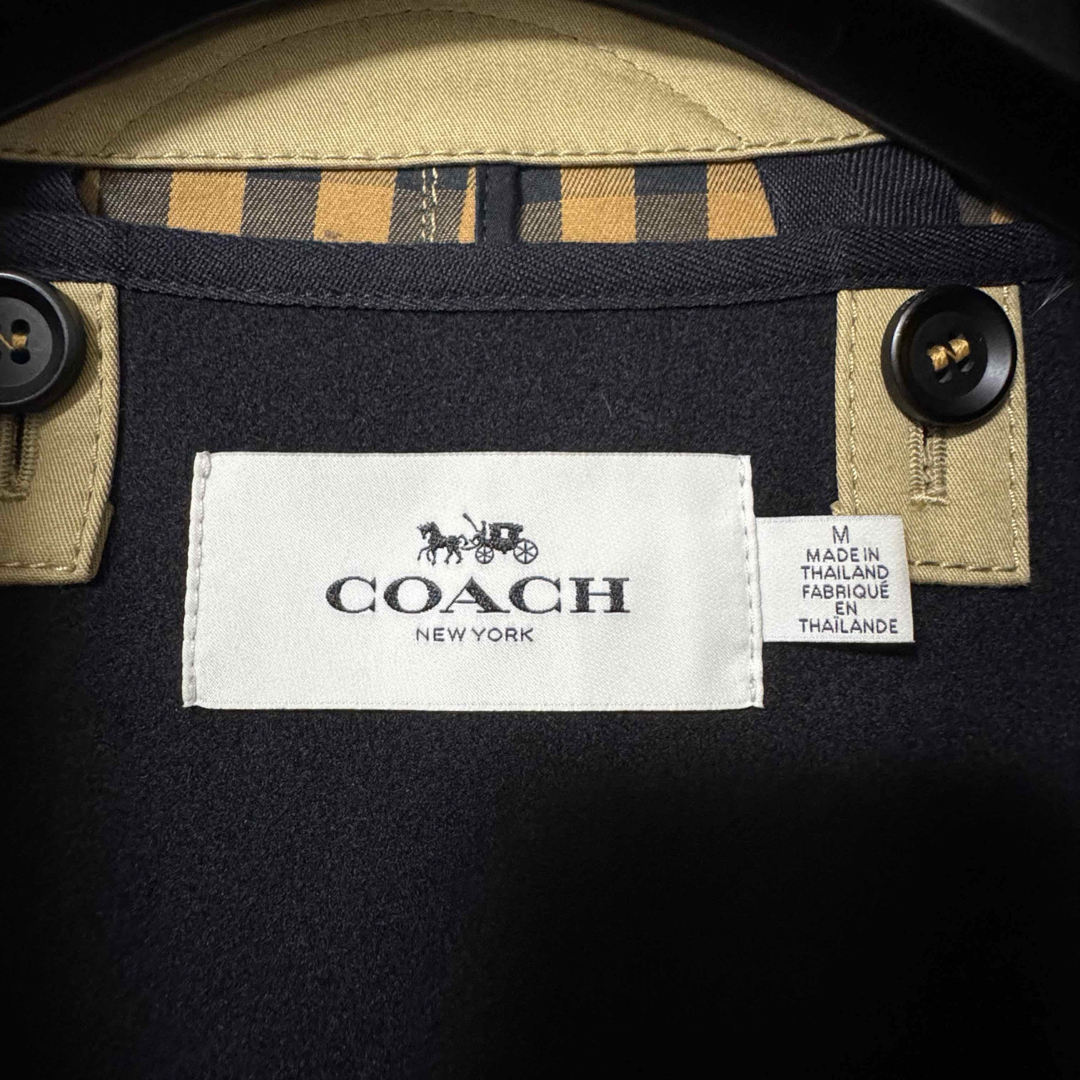 COACH
NEW YORK
M
MADE IN
THAILAND
FABRIQUÉ
EN
THAÏLANDE